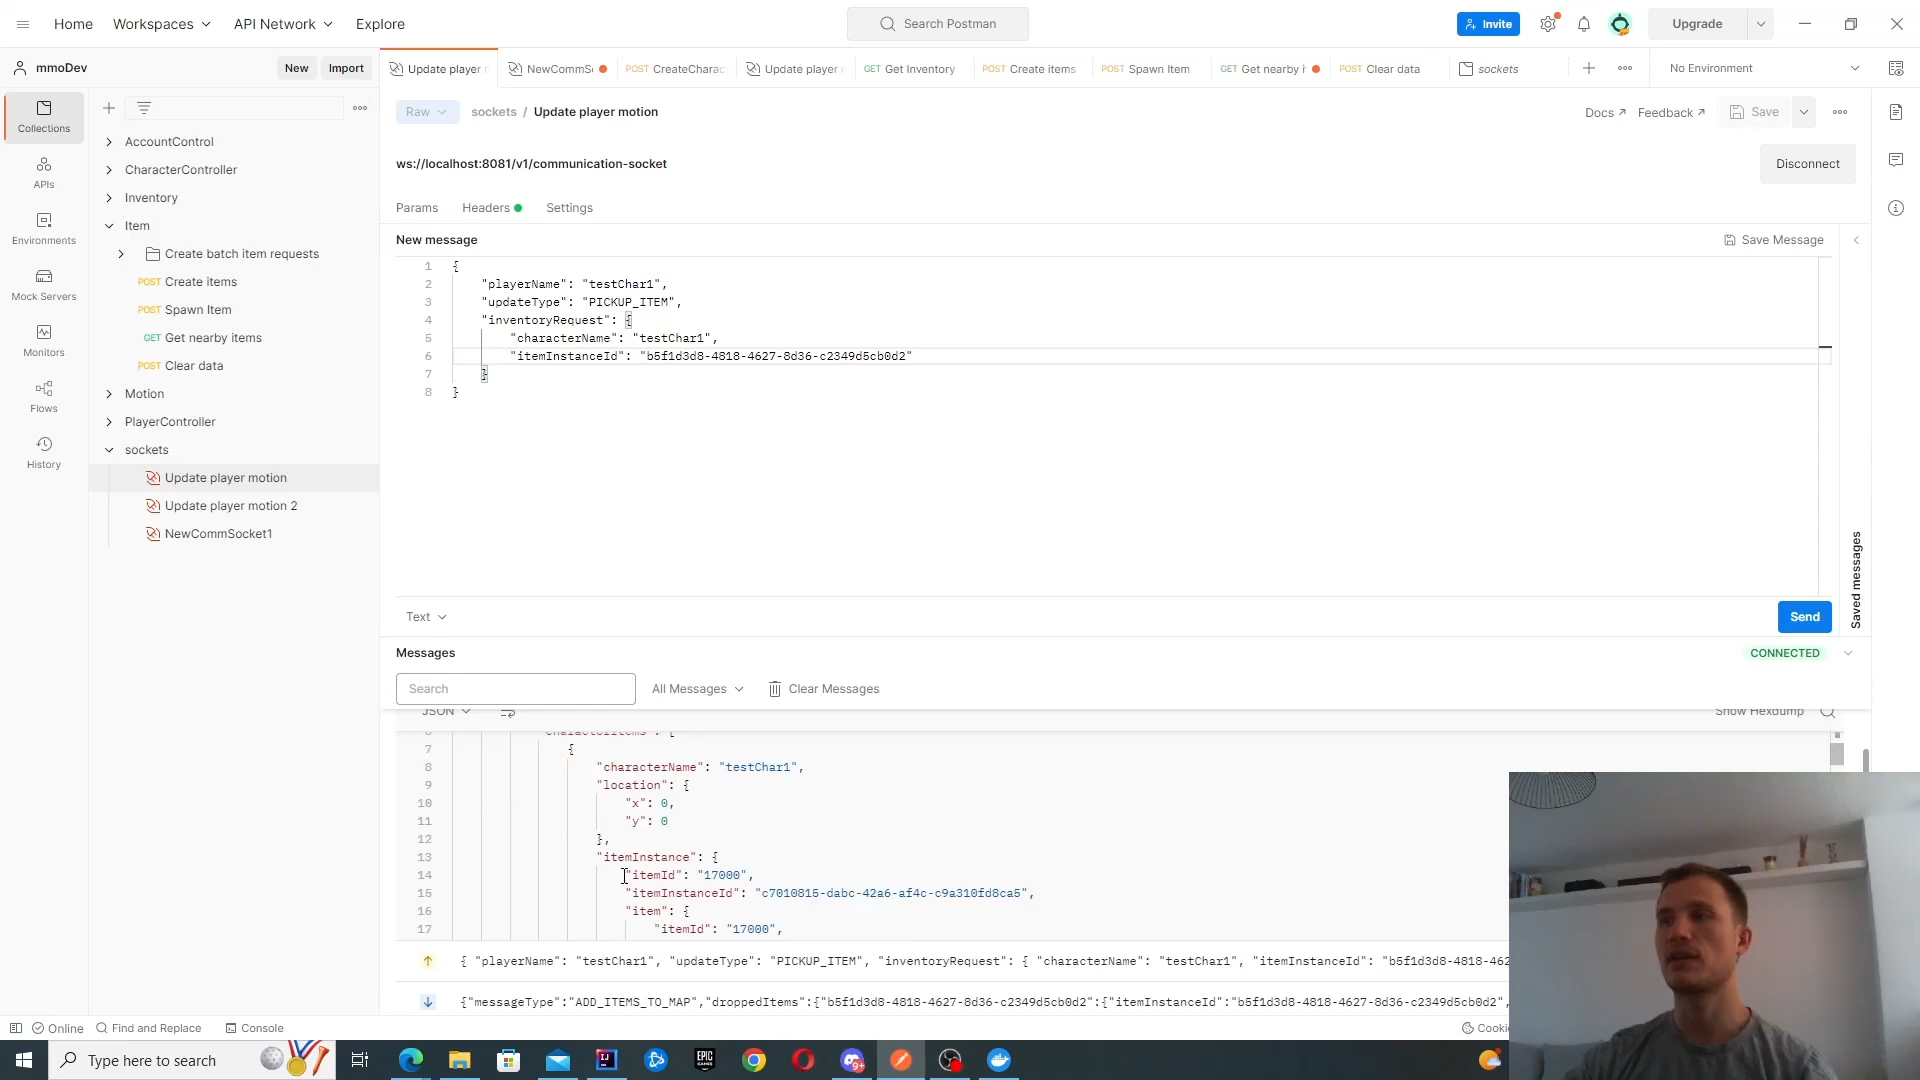 Home Workspaces API Network Explore Search Postman Invite Upgrade
mmoDev New Import Update player NewCommS POST CreateCharac Update player GET Get Inventory POST Create items POST Spawn Item GET Get nearby POST Clear data sockets No Environment
Collections
APIs
Environments
Mock Servers
Monitors
Flows
History
AccountControl
CharacterController
Inventory
Item
Create batch item requests
POST Create items
POST Spawn Item
GET Get nearby items
POST Clear data
Motion
PlayerController
sockets
Update player motion
Update player motion 2
NewCommSocket1
Raw sockets / Update player motion Docs Feedback Save
ws://localhost:8081/v1/communication-socket Disconnect
Params Headers Settings
New message Save Message
1 {
2 "playerName": "testChar1",
3 "updateType": "PICKUP_ITEM",
4 "inventoryRequest": {
5 "characterName": "testChar1",
6 "itemInstanceId": "b5f1d3d8-4818-4627-8d36-c2349d5cb0d2"
7 }
8 }
Saved messages
Text Send
Messages CONNECTED
Search All Messages Clear Messages
JSON Show Hexdump
6 "characterItems": [
7 {
8 "characterName": "testChar1",
9 "location": {
10 "x": 0,
11 "y": 0
12 },
13 "itemInstance": {
14 "itemId": "17000",
15 "itemInstanceId": "c7010815-dabc-42a6-af4c-c9a310fd8ca5",
16 "item": {
17 "itemId": "17000",
{ "playerName": "testChar1", "updateType": "PICKUP_ITEM", "inventoryRequest": { "characterName": "testChar1", "itemInstanceId": "b5f1d3d8-4818-462
{"messageType":"ADD_ITEMS_TO_MAP","droppedItems":{"b5f1d3d8-4818-4627-8d36-c2349d5cb0d2":{"itemInstanceId":"b5f1d3d8-4818-4627-8d36-c2349d5cb0d2",
Online Find and Replace Console Cookie
Type here to search EPIC GAMES 9+